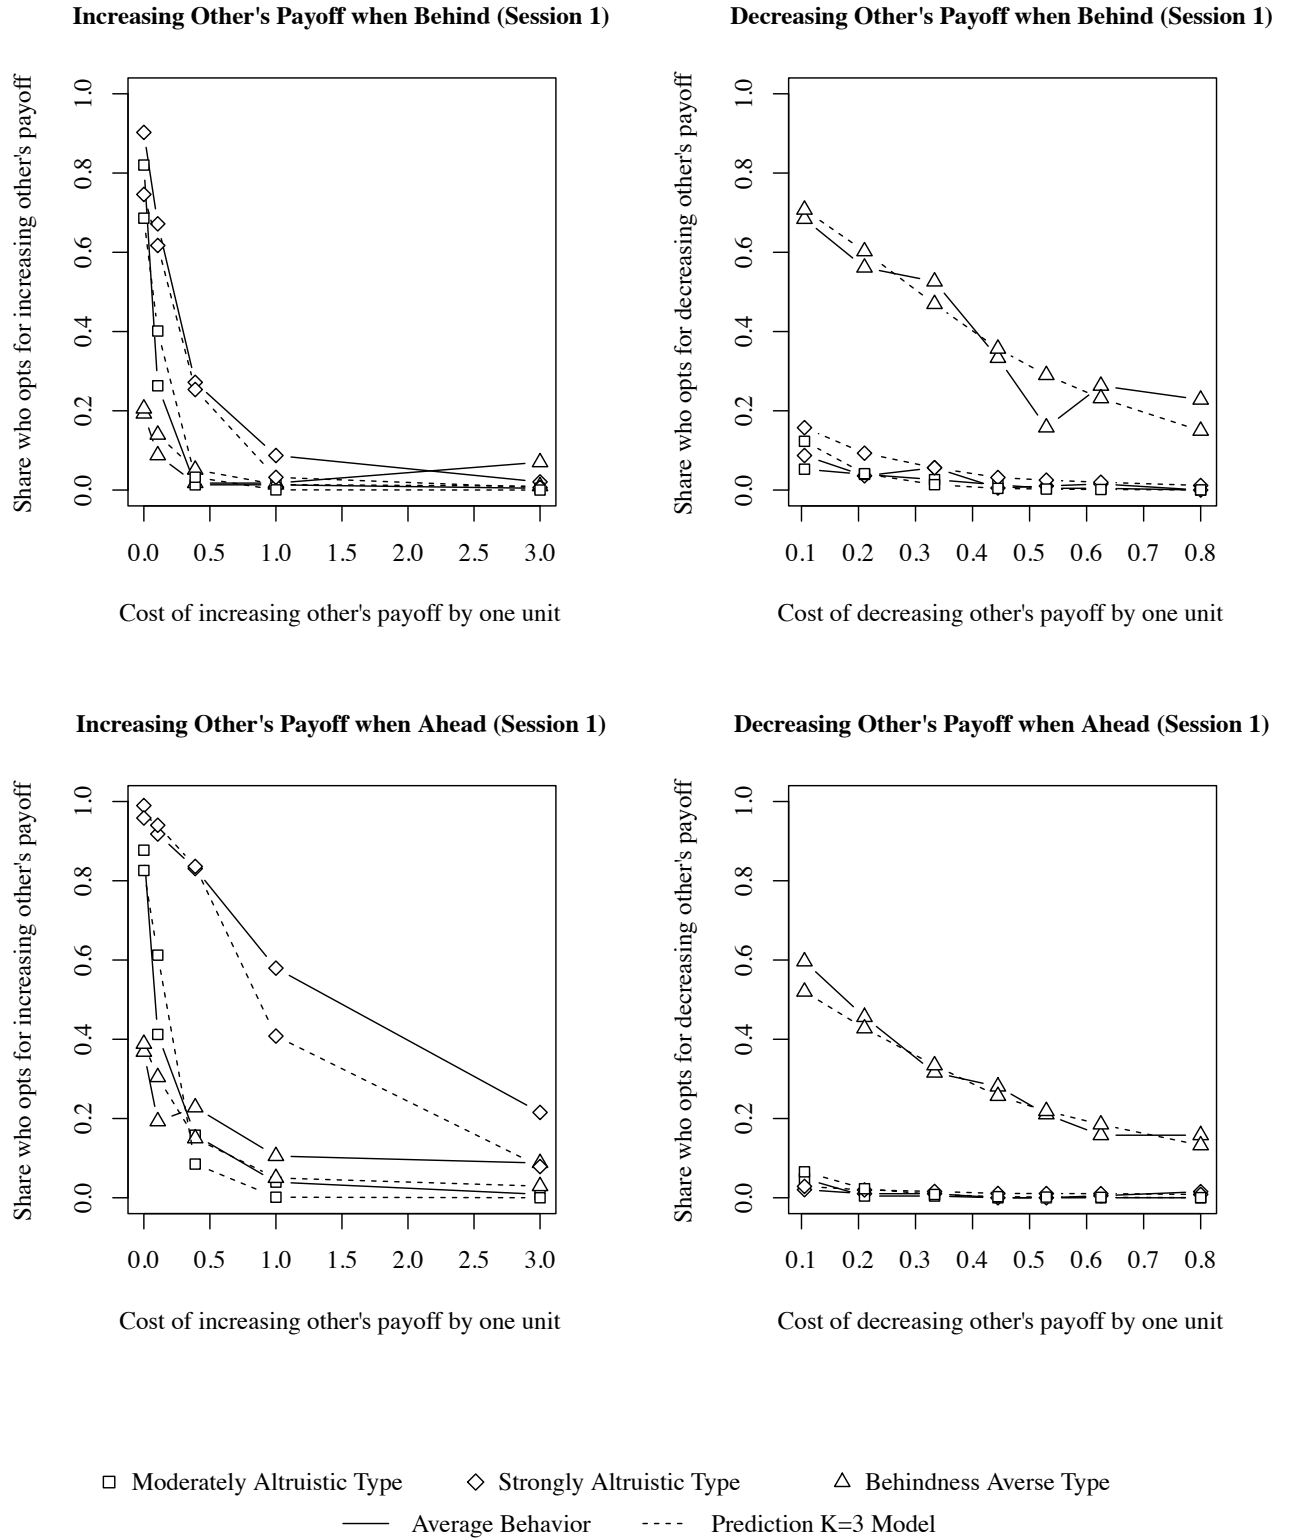 Increasing Other's Payoff when Behind (Session 1)
Share who opts for increasing other's payoff
1.0
0.8
0.6
0.4
0.2
0.0
0.0 0.5 1.0 1.5 2.0 2.5 3.0
Cost of increasing other's payoff by one unit
Decreasing Other's Payoff when Behind (Session 1)
Share who opts for decreasing other's payoff
1.0
0.8
0.6
0.4
0.2
0.0
0.1 0.2 0.3 0.4 0.5 0.6 0.7 0.8
Cost of decreasing other's payoff by one unit
Increasing Other's Payoff when Ahead (Session 1)
Share who opts for increasing other's payoff
1.0
0.8
0.6
0.4
0.2
0.0
0.0 0.5 1.0 1.5 2.0 2.5 3.0
Cost of increasing other's payoff by one unit
Decreasing Other's Payoff when Ahead (Session 1)
Share who opts for decreasing other's payoff
1.0
0.8
0.6
0.4
0.2
0.0
0.1 0.2 0.3 0.4 0.5 0.6 0.7 0.8
Cost of decreasing other's payoff by one unit
Moderately Altruistic Type Strongly Altruistic Type Behindness Averse Type
Average Behavior Prediction K=3 Model